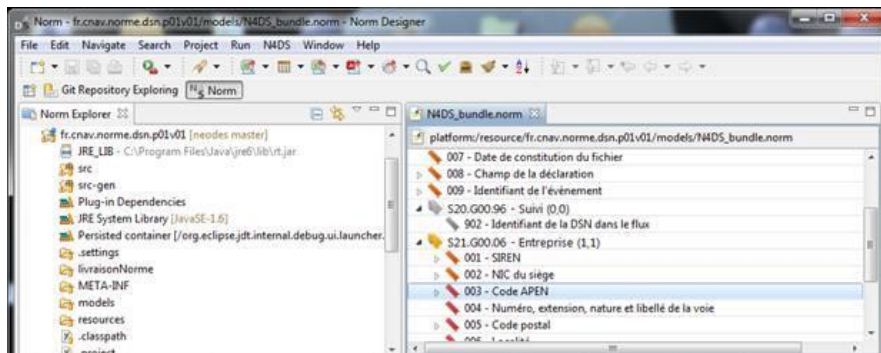 Norm - fr.cnav.norme.dsn.p01v01/models/N4DS_bundle.norm - Norm Designer
File Edit Navigate Search Project Run N4DS Window Help
Git Repository Exploring Norm
Norm Explorer
fr.cnav.norme.dsn.p01v01 [neodes master]
JRE_LIB - C:\Program Files\Java\jre6\lib\rt.jar
src
src-gen
Plug-in Dependencies
JRE System Library [JavaSE-1.6]
Persisted container [/org.eclipse.jdt.internal.debug.ui.launcher.
.settings
livraisonNorme
META-INF
models
resources
.classpath
.project
N4DS_bundle.norm
platform:/resource/fr.cnav.norme.dsn.p01v01/models/N4DS_bundle.norm
007 - Date de constitution du fichier
008 - Champ de la déclaration
009 - Identifiant de l'évènement
S20.G00.96 - Suivi (0,0)
902 - Identifiant de la DSN dans le flux
S21.G00.06 - Entreprise (1,1)
001 - SIREN
002 - NIC du siège
003 - Code APEN
004 - Numéro, extension, nature et libellé de la voie
005 - Code postal
006 - Localité